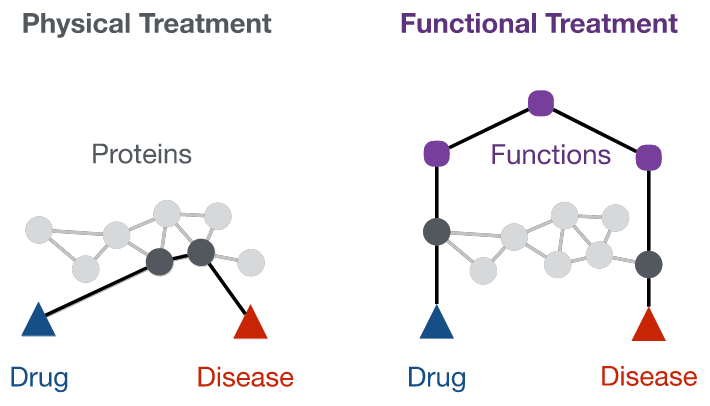 Physical Treatment
Functional Treatment
Proteins
Functions
Drug
Disease
Drug
Disease